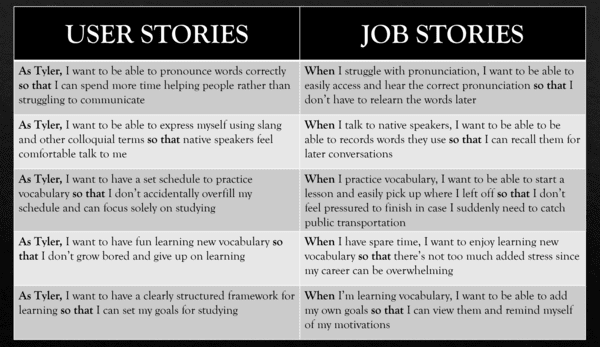 USER STORIES
JOB STORIES
As Tyler, I want to be able to pronounce words correctly
so that I can spend more time helping people rather than
struggling to communicate
When I struggle with pronunciation, I want to be able to
easily access and hear the correct pronunciation so that I
don't have to relearn the words later
As Tyler, I want to be able to express myself using slang
and other colloquial terms so that native speakers feel
comfortable talk to me
When I talk to native speakers, I want to be able to be
able to records words they use so that I can recall them for
later conversations
As Tyler, I want to have a set schedule to practice
vocabulary so that I don't accidentally overfill my
schedule and can focus solely on studying
When I practice vocabulary, I want to be able to start a
lesson and easily pick up where I left off so that I don't
feel pressured to finish in case I suddenly need to catch
public transportation
As Tyler, I want to have fun learning new vocabulary so
that I don't grow bored and give up on learning
When I have spare time, I want to enjoy learning new
vocabulary so that there's not too much added stress since
my career can be overwhelming
As Tyler, I want to have a clearly structured framework for
learning so that I can set my goals for studying
When I'm learning vocabulary, I want to be able to add
my own goals so that I can view them and remind myself
of my motivations